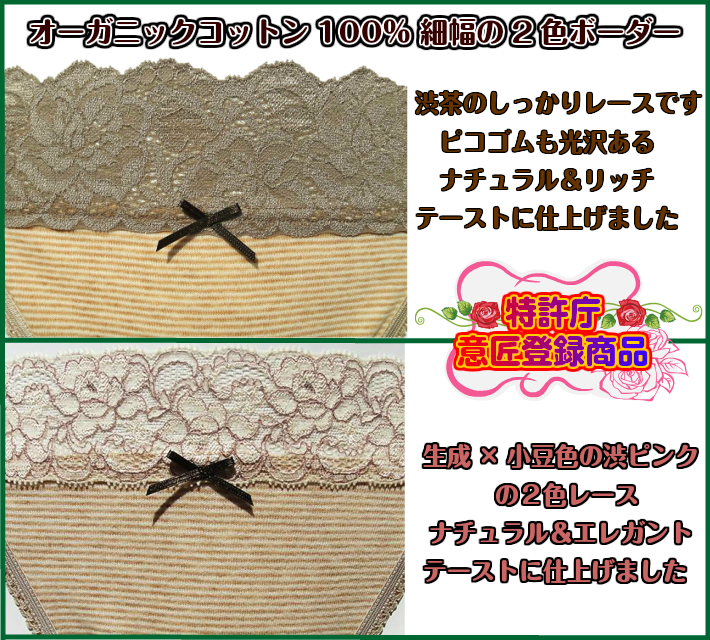 オーガニックコットン100%細幅の2色ボーダー
渋茶のしっかりレースです
ピコゴムも光沢ある
ナチュラル&リッチ
テーストに仕上げました
特許庁
意匠登録商品
生成×小豆色の渋ピンク
の2色レース
ナチュラル&エレガント
テーストに仕上げました